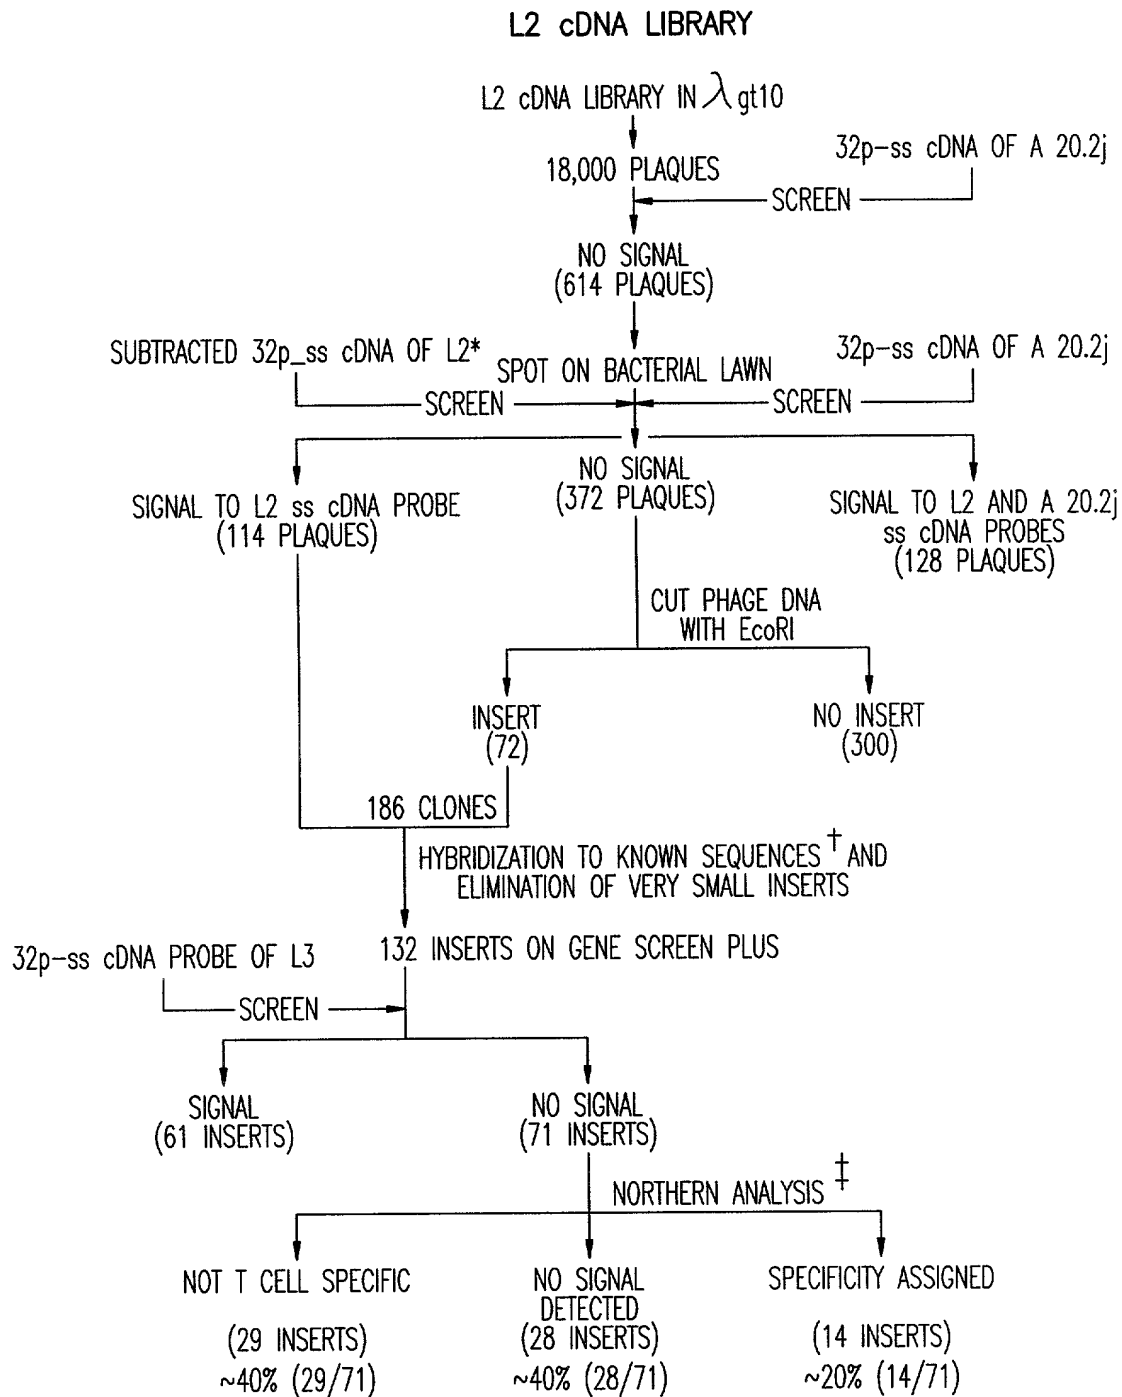 L2 cDNA LIBRARY
L2 cDNA LIBRARY IN λ gt10
18,000 PLAQUES
32p-ss cDNA OF A 20.2j
SCREEN
NO SIGNAL
(614 PLAQUES)
SUBTRACTED 32p_ss cDNA OF L2*
32p-ss cDNA OF A 20.2j
SPOT ON BACTERIAL LAWN
SCREEN
SCREEN
SIGNAL TO L2 ss cDNA PROBE
(114 PLAQUES)
NO SIGNAL
(372 PLAQUES)
SIGNAL TO L2 AND A 20.2j
ss cDNA PROBES
(128 PLAQUES)
CUT PHAGE DNA
WITH EcoRI
INSERT
(72)
NO INSERT
(300)
186 CLONES
HYBRIDIZATION TO KNOWN SEQUENCES † AND
ELIMINATION OF VERY SMALL INSERTS
32p-ss cDNA PROBE OF L3
132 INSERTS ON GENE SCREEN PLUS
SCREEN
SIGNAL
(61 INSERTS)
NO SIGNAL
(71 INSERTS)
NORTHERN ANALYSIS ‡
NOT T CELL SPECIFIC
(29 INSERTS)
~40% (29/71)
NO SIGNAL
DETECTED
(28 INSERTS)
~40% (28/71)
SPECIFICITY ASSIGNED
(14 INSERTS)
~20% (14/71)